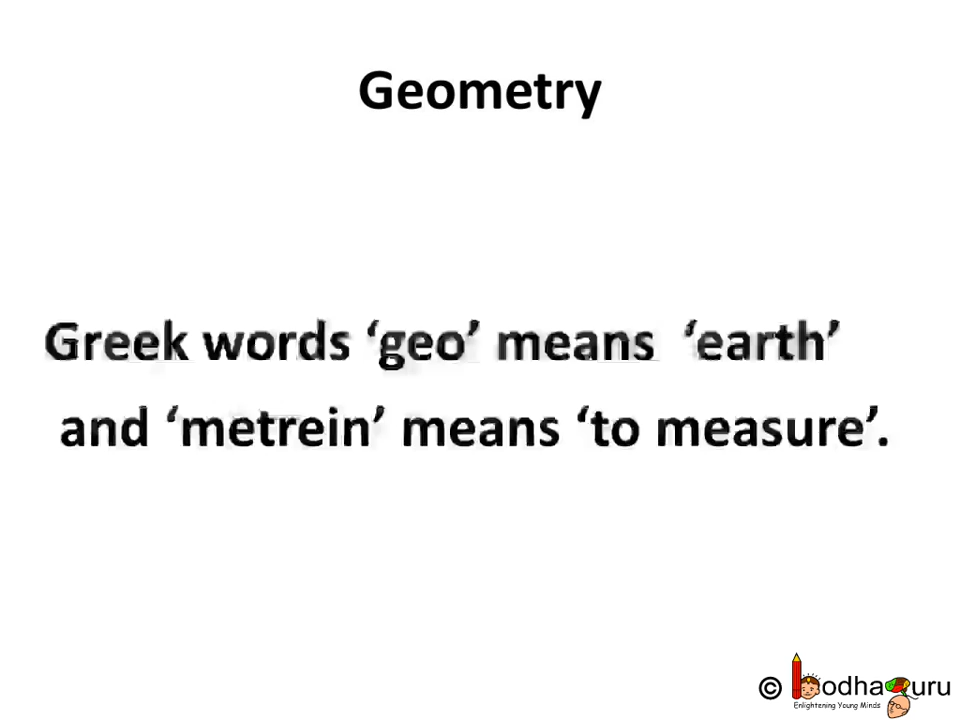 Geometry
Greek words ‘geo’ means ‘earth’
and ‘metrein’ means ‘to measure’.
© bodhaguru
Enlightening Young Minds